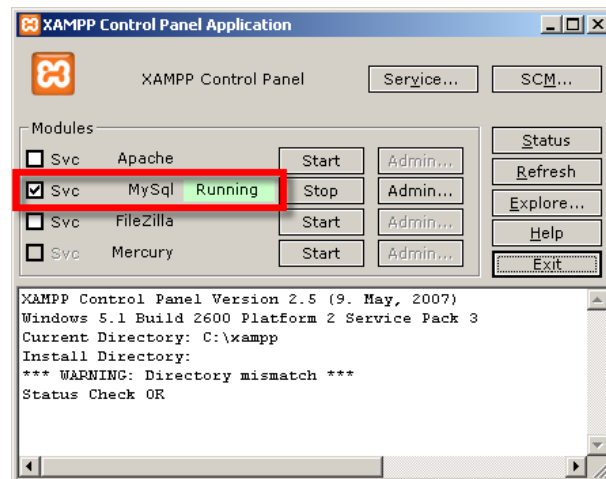 XAMPP Control Panel Application
XAMPP Control Panel
Service...
SCM...
Modules
Svc Apache Start Admin...
Svc MySql Running Stop Admin...
Svc FileZilla Start Admin...
Svc Mercury Start Admin...
Status
Refresh
Explore...
Help
Exit
XAMPP Control Panel Version 2.5 (9. May, 2007)
Windows 5.1 Build 2600 Platform 2 Service Pack 3
Current Directory: C:\xampp
Install Directory:
*** WARNING: Directory mismatch ***
Status Check OK